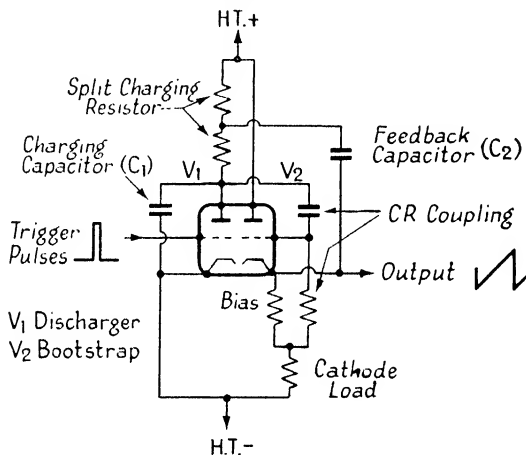 H.T.+
Split Charging
Resistor
Charging
Capacitor (C₁)
V₁
V₂
Feedback
Capacitor (C₂)
CR Coupling
Trigger
Pulses
Output
Bias
V₁ Discharger
V₂ Bootstrap
Cathode
Load
H.T.-